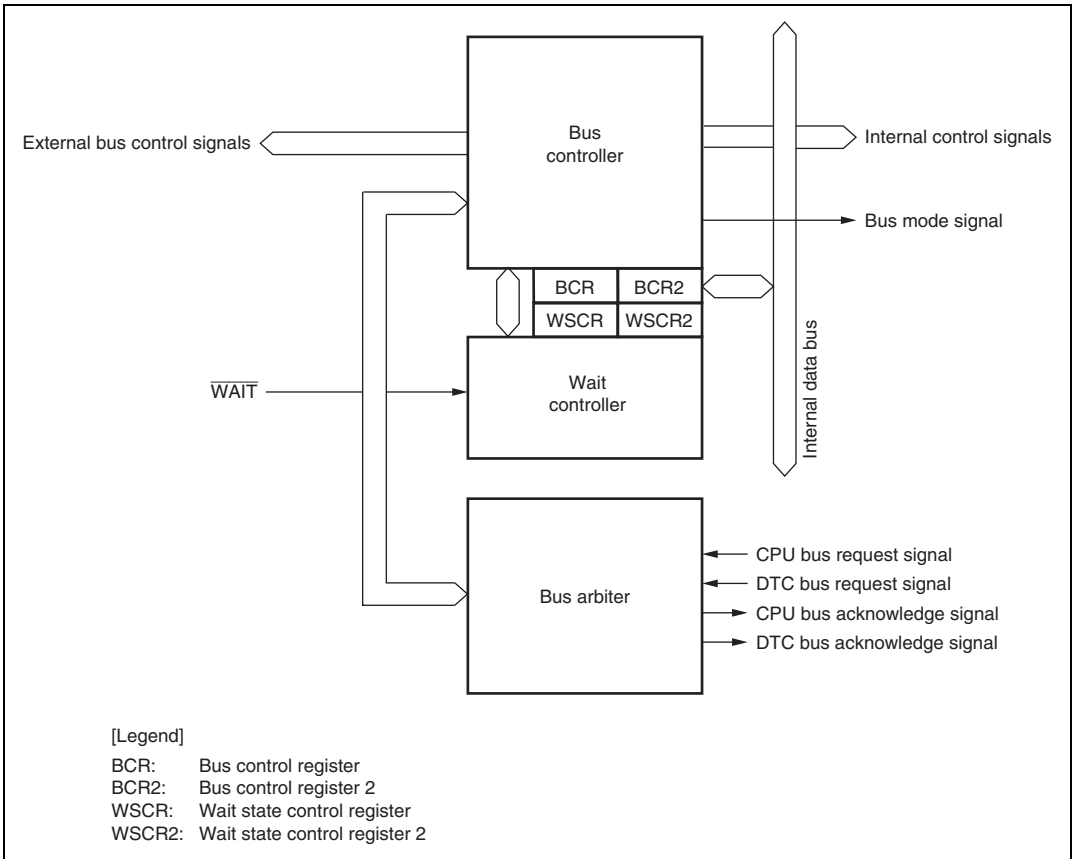 External bus control signals
Bus
controller
Internal control signals
Bus mode signal
BCR
BCR2
WSCR
WSCR2
WAIT
Wait
controller
Internal data bus
Bus arbiter
CPU bus request signal
DTC bus request signal
CPU bus acknowledge signal
DTC bus acknowledge signal
[Legend]
BCR: Bus control register
BCR2: Bus control register 2
WSCR: Wait state control register
WSCR2: Wait state control register 2